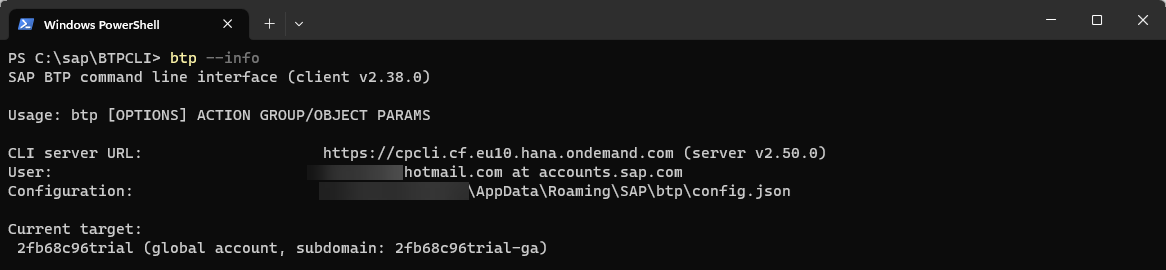 Windows PowerShell
PS C:\sap\BTPCLI> btp --info
SAP BTP command line interface (client v2.38.0)
Usage: btp [OPTIONS] ACTION GROUP/OBJECT PARAMS
CLI server URL: https://cpcli.cf.eu10.hana.ondemand.com (server v2.50.0)
User: hotmail.com at accounts.sap.com
Configuration: \AppData\Roaming\SAP\btp\config.json
Current target:
2fb68c96trial (global account, subdomain: 2fb68c96trial-ga)